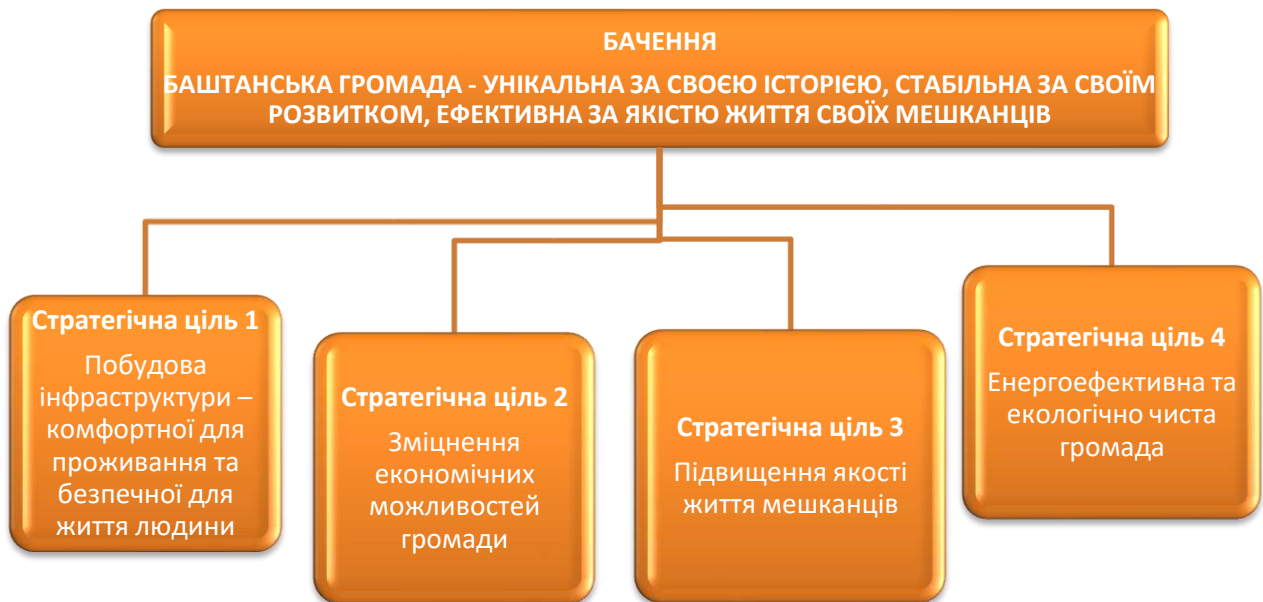 БАЧЕННЯ
БАШТАНСЬКА ГРОМАДА - УНІКАЛЬНА ЗА СВОЄЮ ІСТОРІЄЮ, СТАБІЛЬНА ЗА СВОЇМ
РОЗВИТКОМ, ЕФЕКТИВНА ЗА ЯКІСТЮ ЖИТТЯ СВОЇХ МЕШКАНЦІВ
Стратегічна ціль 1
Побудова
інфраструктури –
комфортної для
проживання та
безпечної для
життя людини
Стратегічна ціль 2
Зміцнення
економічних
можливостей
громади
Стратегічна ціль 3
Підвищення якості
життя мешканців
Стратегічна ціль 4
Енергоефективна та
екологічно чиста
громада